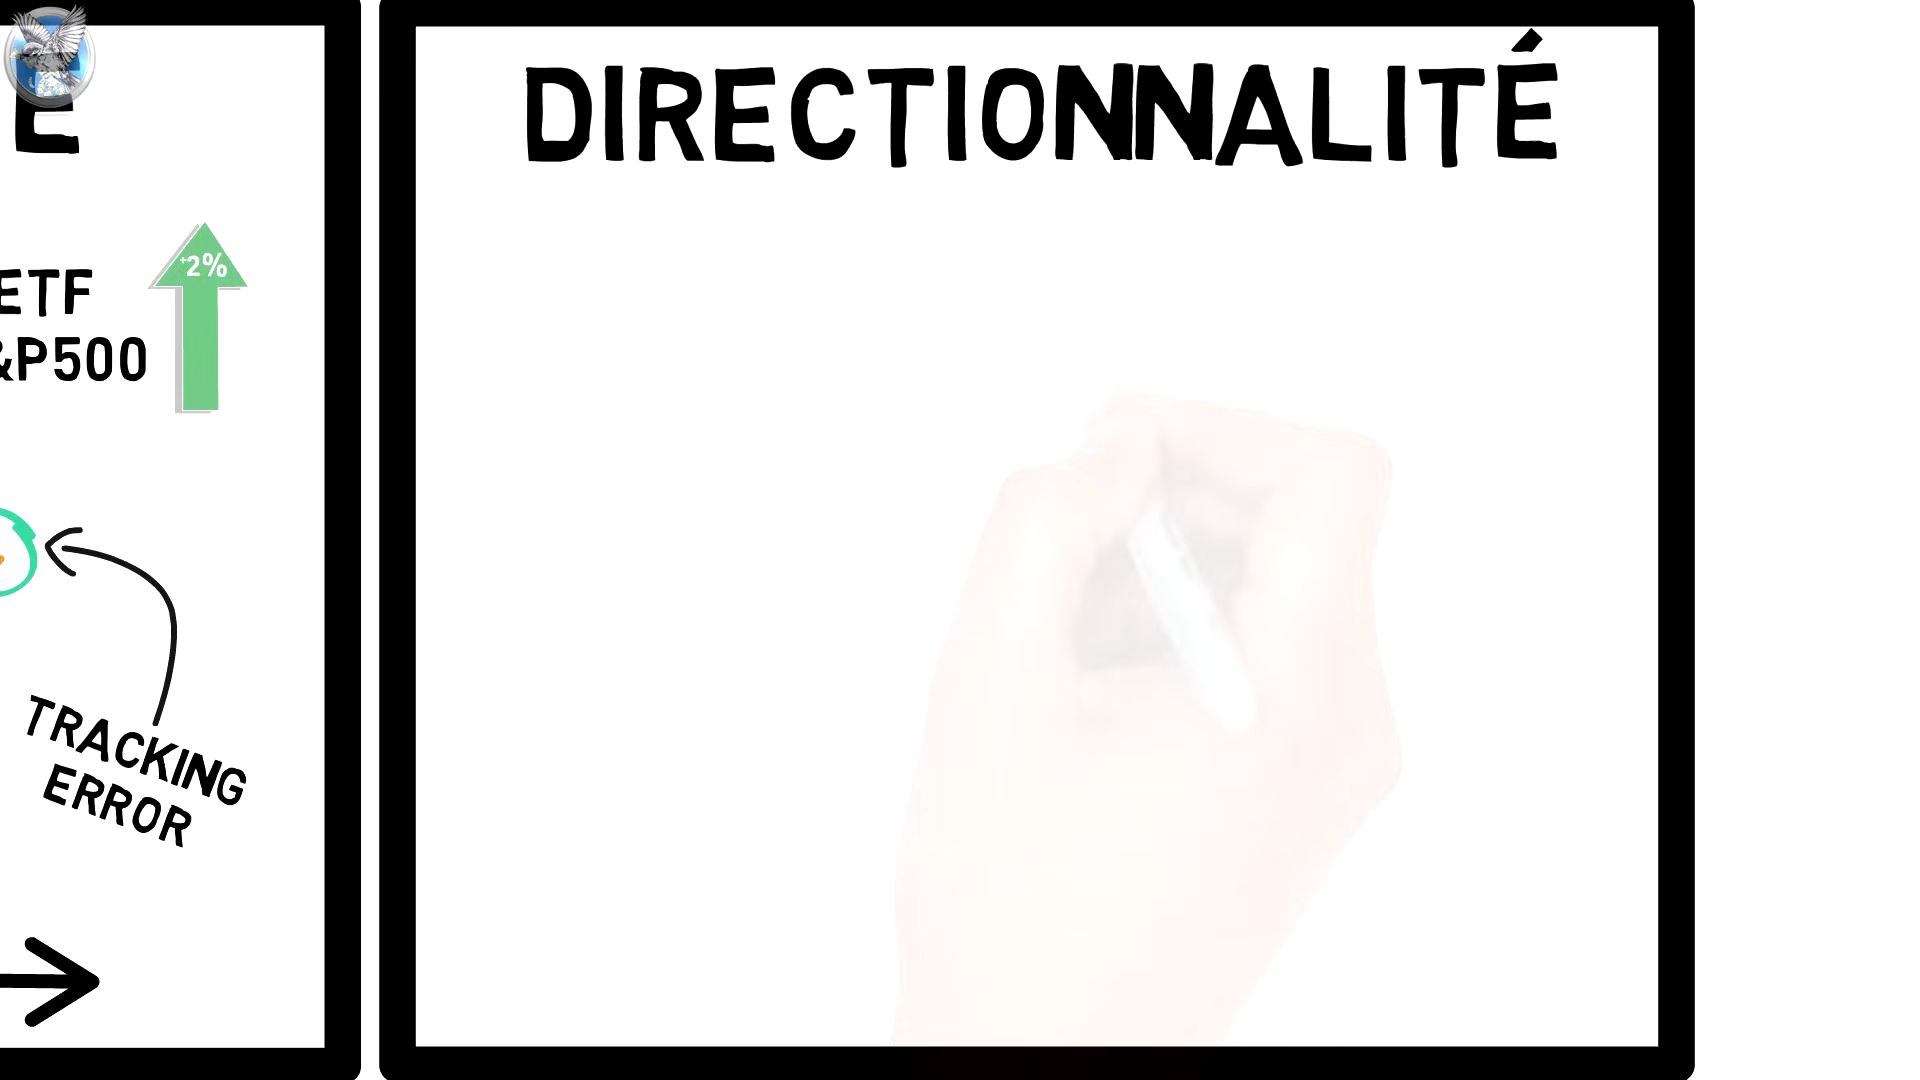 E
ETF
&P500
+2%
TRACKING
ERROR
DIRECTIONNALITÉ